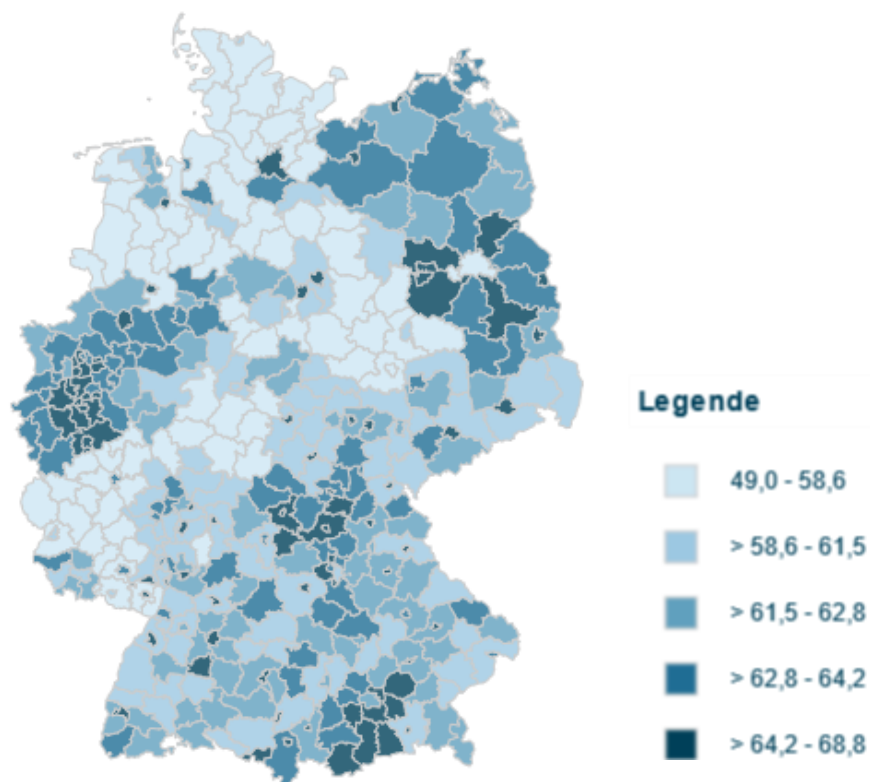 Legende
49,0 - 58,6
> 58,6 - 61,5
> 61,5 - 62,8
> 62,8 - 64,2
> 64,2 - 68,8